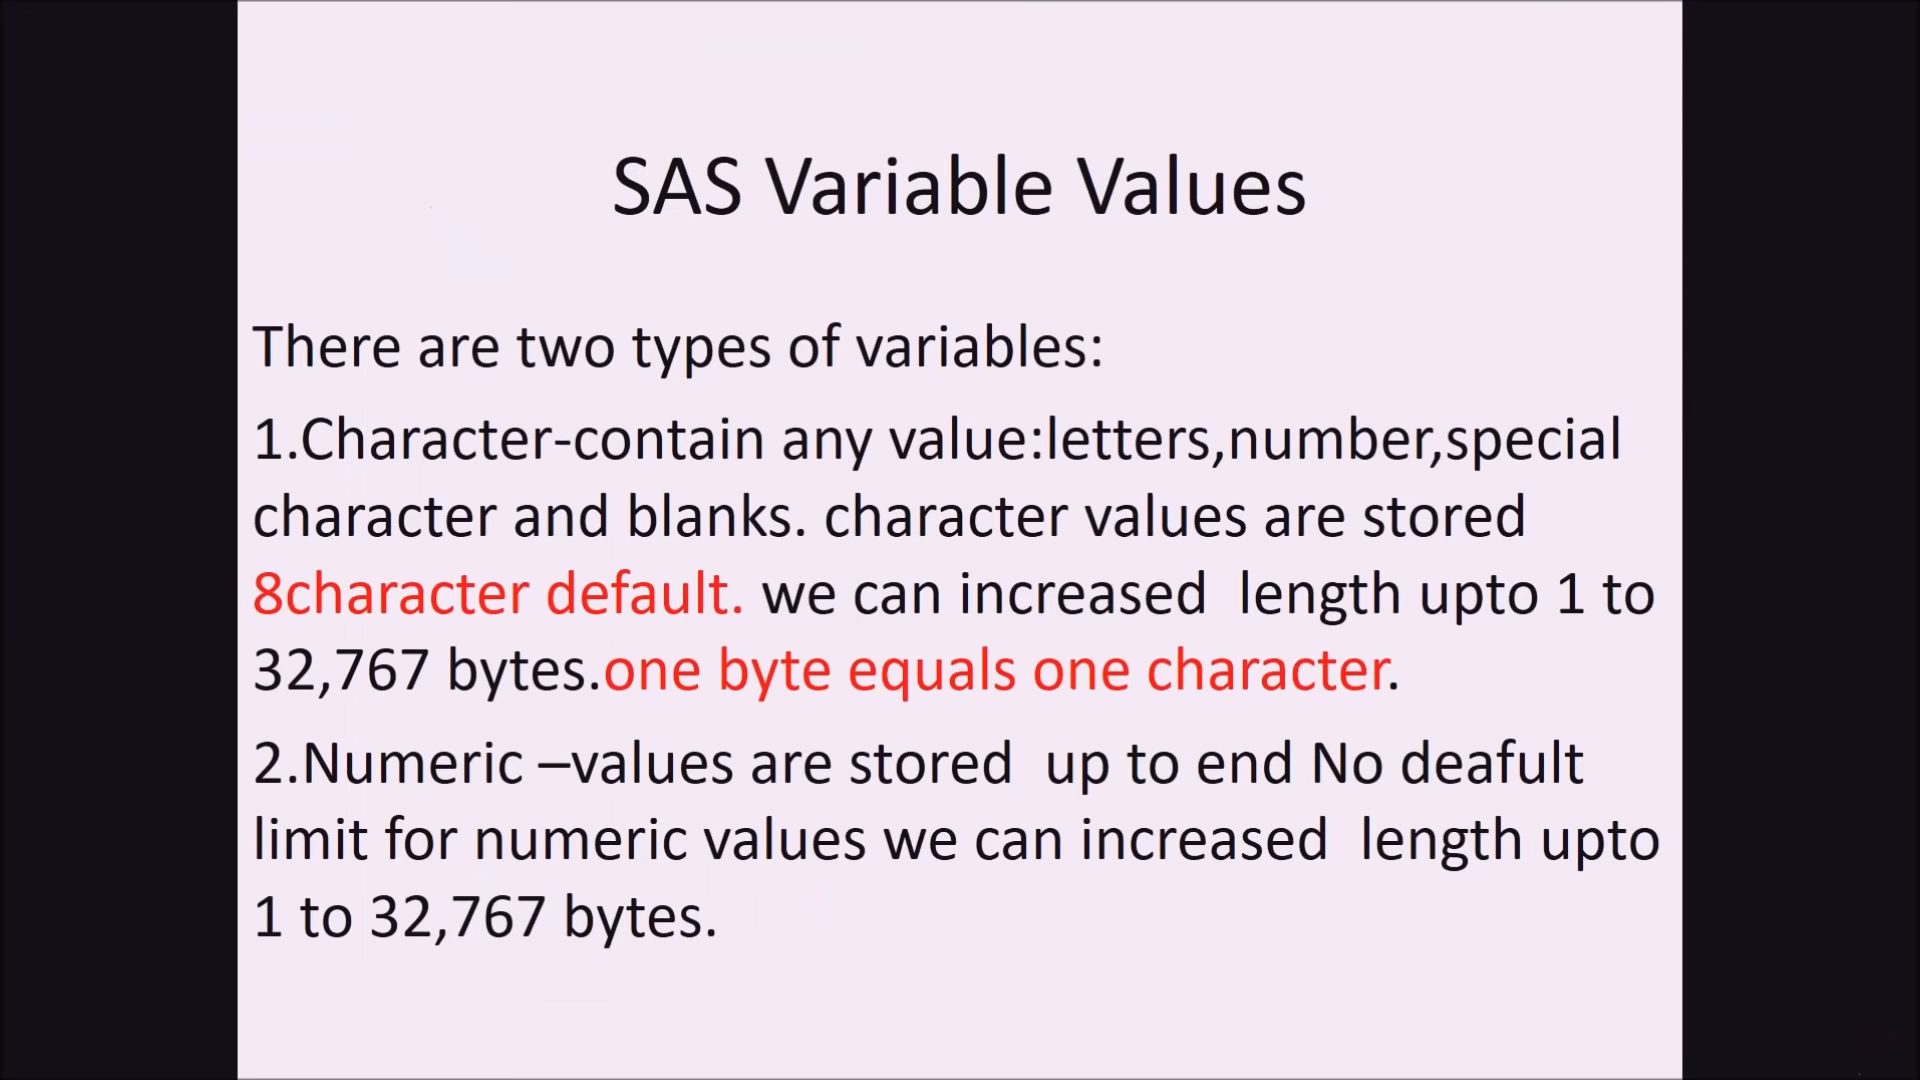 SAS Variable Values
There are two types of variables:
1.Character-contain any value:letters,number,special
character and blanks. character values are stored
8character default. we can increased  length upto 1 to
32,767 bytes.one byte equals one character.
2.Numeric –values are stored  up to end No deafult
limit for numeric values we can increased  length upto
1 to 32,767 bytes.